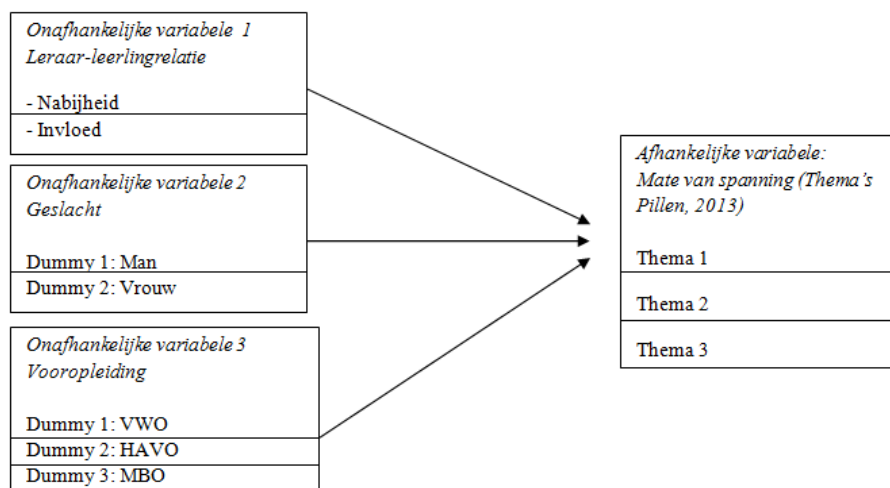 Onafhankelijke variabele 1
Leraar-leerlingrelatie
- Nabijheid
- Invloed
Onafhankelijke variabele 2
Geslacht
Dummy 1: Man
Dummy 2: Vrouw
Onafhankelijke variabele 3
Vooropleiding
Dummy 1: VWO
Dummy 2: HAVO
Dummy 3: MBO
Afhankelijke variabele:
Mate van spanning (Thema's
Pillen, 2013)
Thema 1
Thema 2
Thema 3